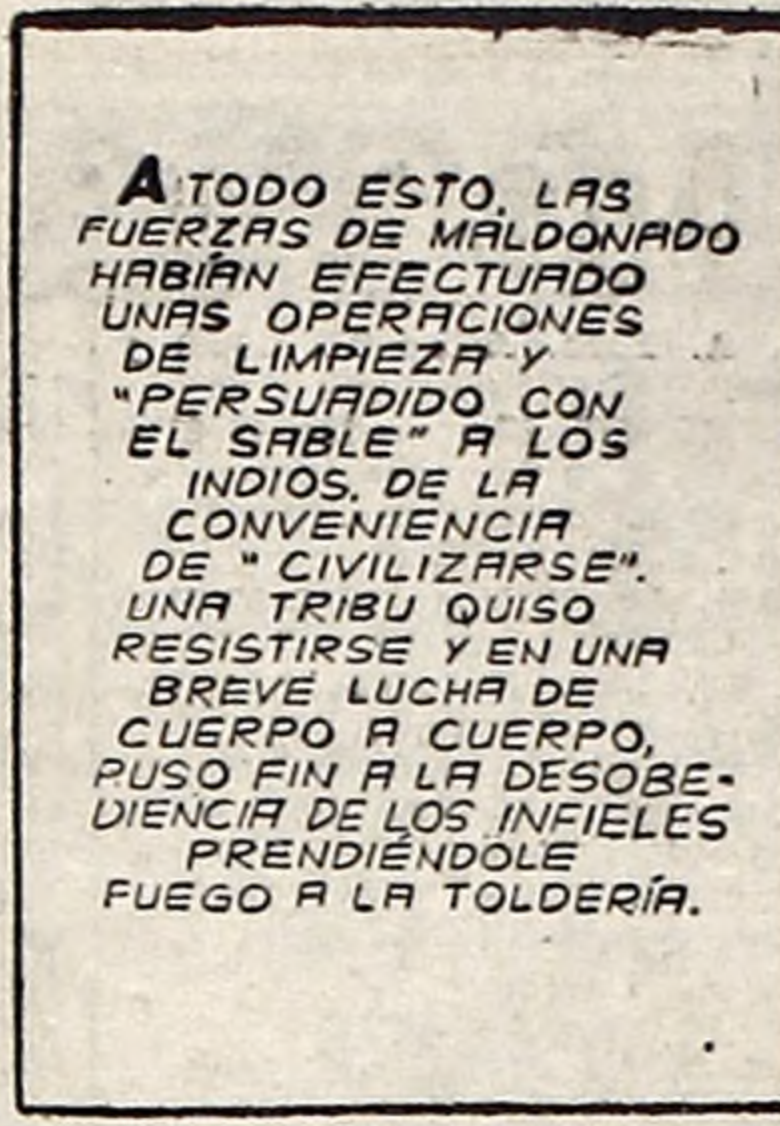 A TODO ESTO, LAS
FUERZAS DE MALDONADO
HABÍAN EFECTUADO
UNAS OPERACIONES
DE LIMPIEZA Y
"PERSUADIDO CON
EL SABLE" A LOS
INDIOS. DE LA
CONVENIENCIA
DE "CIVILIZARSE".
UNA TRIBU QUISO
RESISTIRSE Y EN UNA
BREVE LUCHA DE
CUERPO A CUERPO,
PUSO FIN A LA DESOBE-
DIENCIA DE LOS INFIELES
PRENDIÉNDOLE
FUEGO A LA TOLDERÍA.